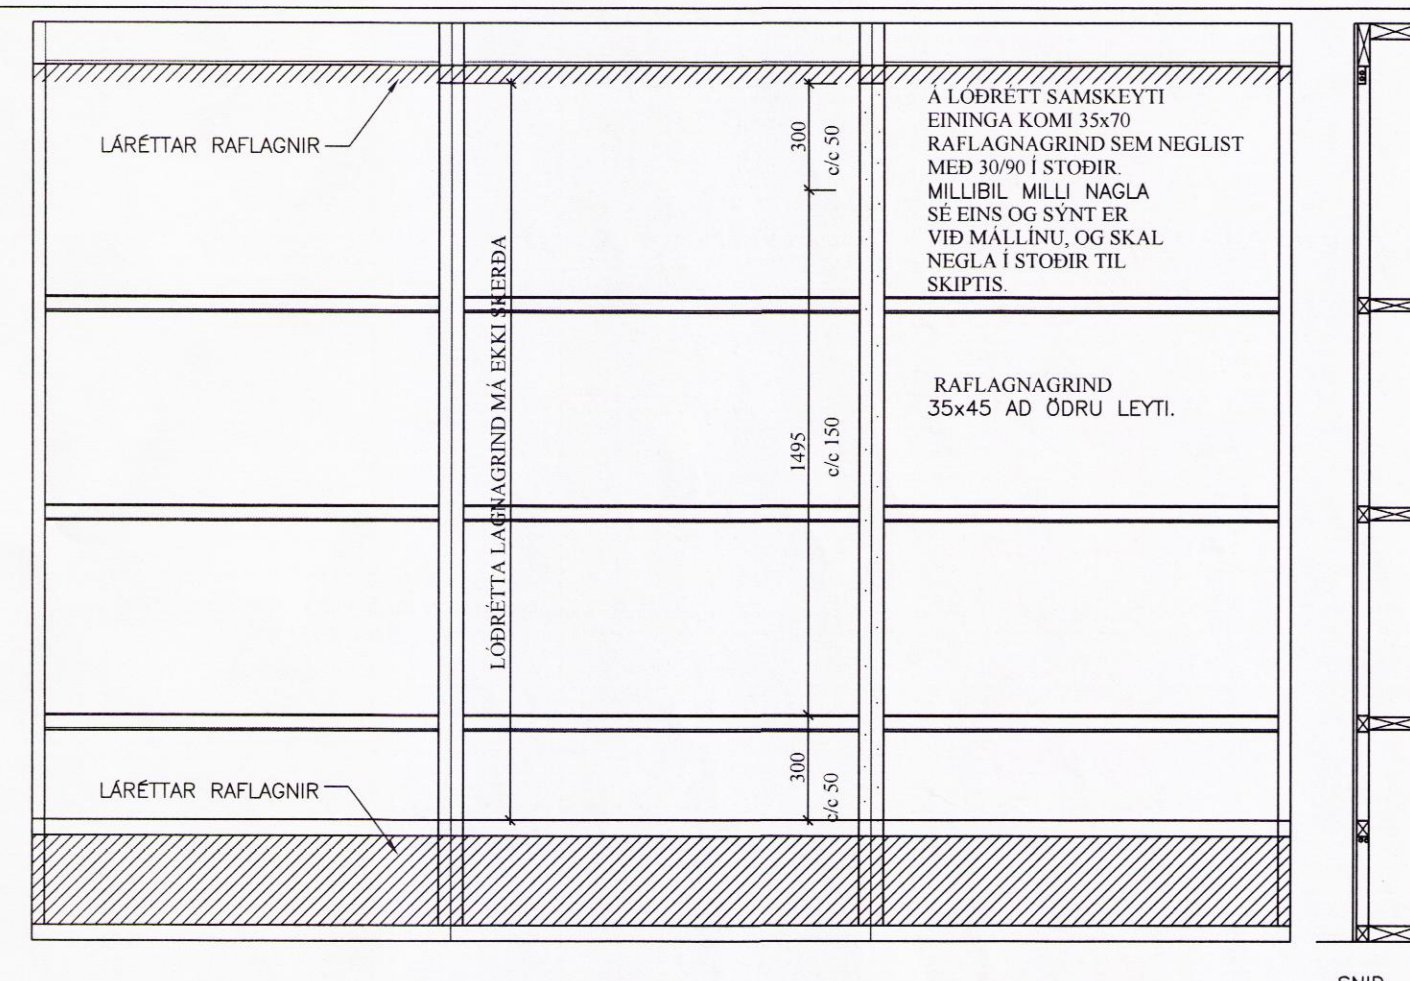 LÁRÉTTAR RAFLAGNIR
LÓÐRÉTTA LAGNAGRIND MÁ EKKI SKERÐA
300
c/c 50
1495
c/c 150
300
c/c 50
Á LÓÐRÉTT SAMSKEYTI
EININGA KOMI 35x70
RAFLAGNAGRIND SEM NEGLIST
MEÐ 30/90 Í STOÐIR.
MILLIBIL MILLI NAGLA
SÉ EINS OG SÝNT ER
VIÐ MÁLLÍNU, OG SKAL
NEGLA Í STOÐIR TIL
SKIPTIS.
RAFLAGNAGRIND
35x45 AD ÖDRU LEYTI.
LÁRÉTTAR RAFLAGNIR